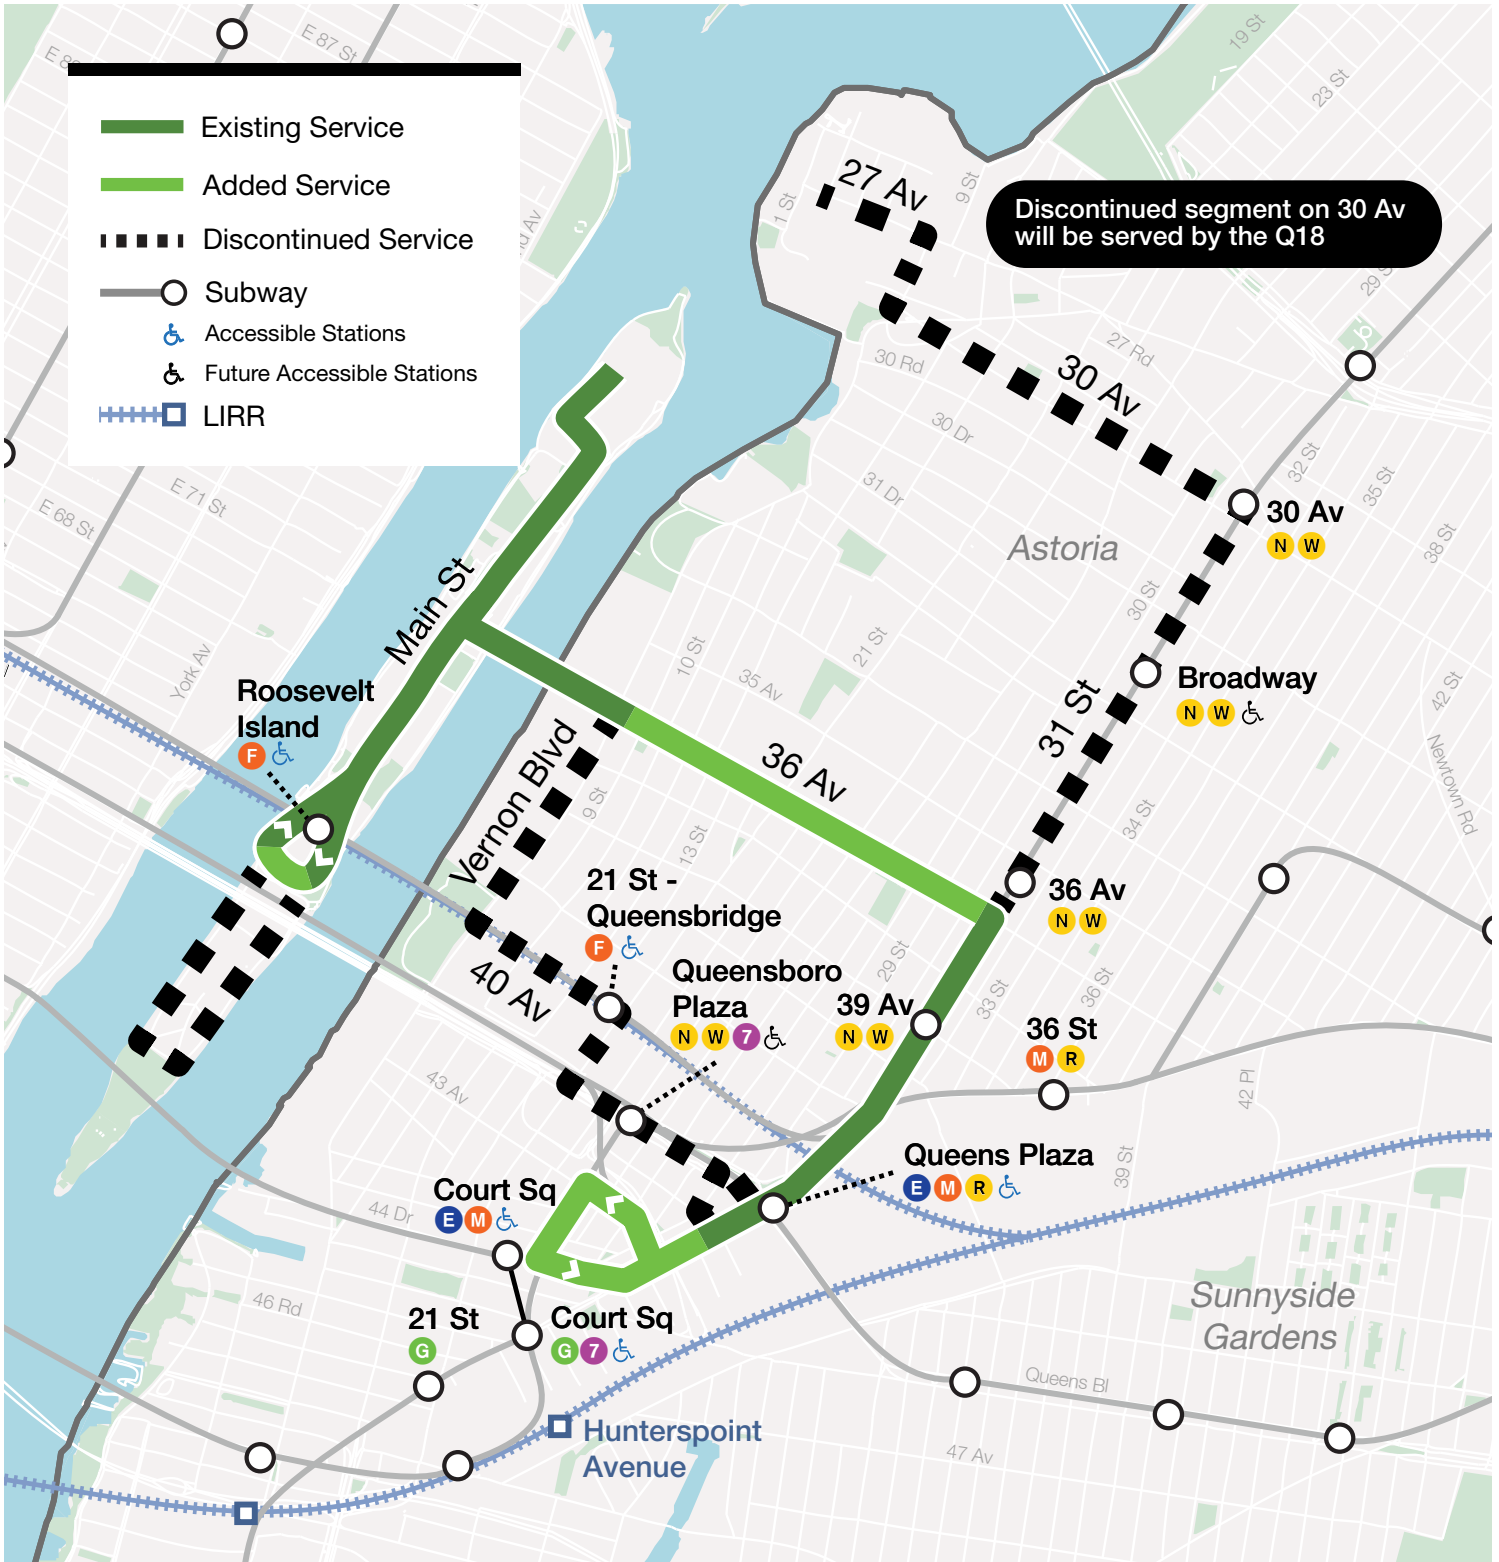 E 87 St
19 St
23 St
Existing Service
Added Service
Discontinued Service
Subway
Accessible Stations
Future Accessible Stations
LIRR
27 Av
1 St
9 St
Discontinued segment on 30 Av
will be served by the Q18
27 Rd
30 Rd
30 Av
30 Dr
31 Dr
32 St
35 St
38 St
E 71 St
E 68 St
30 Av
N W
Astoria
30 St
Main St
York Av
10 St
21 St
35 Av
31 St
Broadway
N W
42 St
Roosevelt
Island
F
Vernon Blvd
36 Av
9 St
13 St
34 St
Newtown Rd
21 St -
Queensbridge
F
36 Av
N W
40 Av
Queensboro
Plaza
N W 7
29 St
39 Av
N W
33 St
36 St
36 St
M R
43 Av
42 Pl
39 St
Queens Plaza
E M R
Court Sq
E M
44 Dr
46 Rd
21 St
G
Court Sq
G 7
Sunnyside
Gardens
Queens Bl
Hunterspoint
Avenue
47 Av